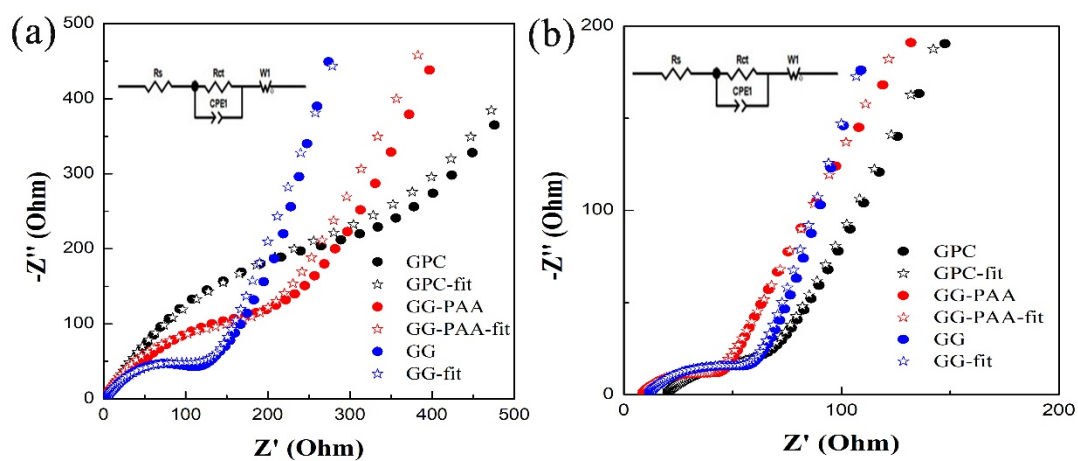 (a)
500
400
300
200
100
0
-Z'' (Ohm)
Rs
Rct
W1
CPE1
GPC
GPC-fit
GG-PAA
GG-PAA-fit
GG
GG-fit
0 100 200 300 400 500
Z' (Ohm)
(b)
200
100
0
-Z'' (Ohm)
Rs
Rct
W1
CPE1
GPC
GPC-fit
GG-PAA
GG-PAA-fit
GG
GG-fit
0 100 200
Z' (Ohm)